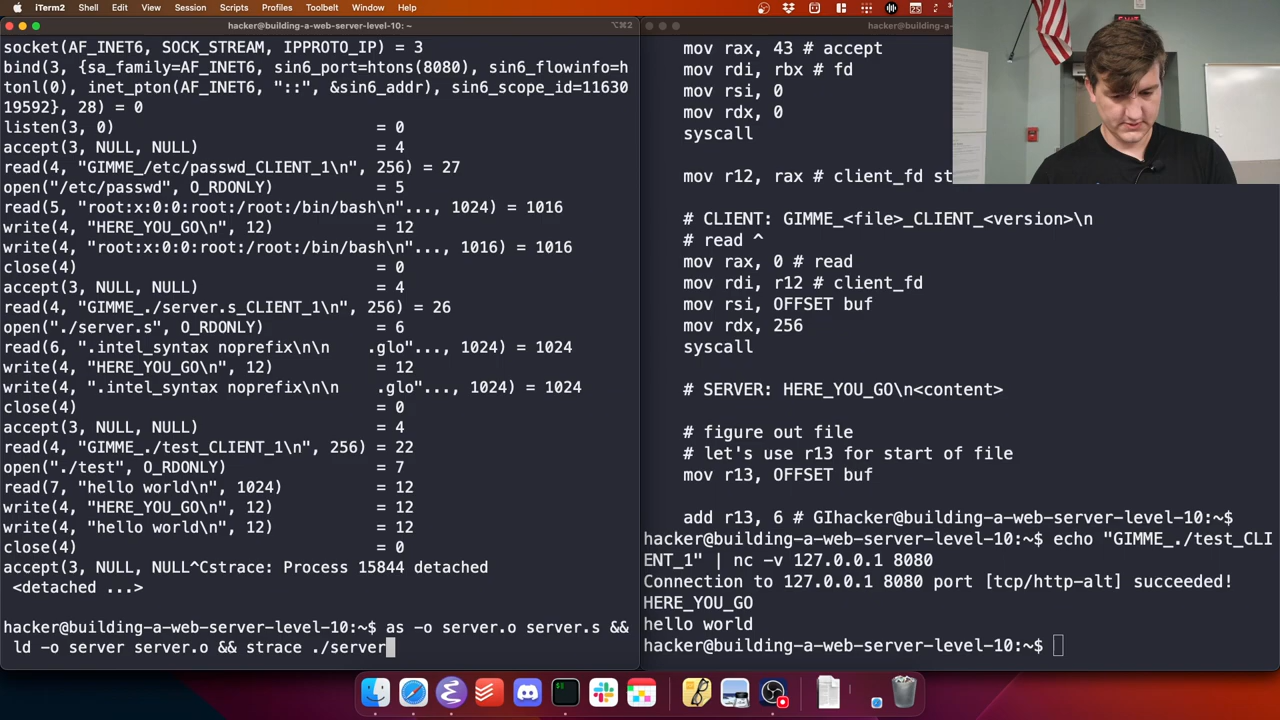 iTerm2 Shell Edit View Session Scripts Profiles Toolbelt Window Help
hacker@building-a-web-server-level-10:~
⌥⌘2
socket(AF_INET6, SOCK_STREAM, IPPROTO_IP) = 3
bind(3, {sa_family=AF_INET6, sin6_port=htons(8080), sin6_flowinfo=h
tonl(0), inet_pton(AF_INET6, "::", &sin6_addr), sin6_scope_id=11630
19592}, 28) = 0
listen(3, 0) = 0
accept(3, NULL, NULL) = 4
read(4, "GIMME_/etc/passwd_CLIENT_1\n", 256) = 27
open("/etc/passwd", O_RDONLY) = 5
read(5, "root:x:0:0:root:/root:/bin/bash\n"..., 1024) = 1016
write(4, "HERE_YOU_GO\n", 12) = 12
write(4, "root:x:0:0:root:/root:/bin/bash\n"..., 1016) = 1016
close(4) = 0
accept(3, NULL, NULL) = 4
read(4, "GIMME_./server.s_CLIENT_1\n", 256) = 26
open("./server.s", O_RDONLY) = 6
read(6, ".intel_syntax noprefix\n\n    .glo"..., 1024) = 1024
write(4, "HERE_YOU_GO\n", 12) = 12
write(4, ".intel_syntax noprefix\n\n    .glo"..., 1024) = 1024
close(4) = 0
accept(3, NULL, NULL) = 4
read(4, "GIMME_./test_CLIENT_1\n", 256) = 22
open("./test", O_RDONLY) = 7
read(7, "hello world\n", 1024) = 12
write(4, "HERE_YOU_GO\n", 12) = 12
write(4, "hello world\n", 12) = 12
close(4) = 0
accept(3, NULL, NULL^Cstrace: Process 15844 detached
<detached ...>
hacker@building-a-web-server-level-10:~$ as -o server.o server.s &&
ld -o server server.o && strace ./server
hacker@building-a-web-server-level-10:~
mov rax, 43 # accept
mov rdi, rbx # fd
mov rsi, 0
mov rdx, 0
syscall
mov r12, rax # client_fd st
# CLIENT: GIMME_<file>_CLIENT_<version>\n
# read ^
mov rax, 0 # read
mov rdi, r12 # client_fd
mov rsi, OFFSET buf
mov rdx, 256
syscall
# SERVER: HERE_YOU_GO\n<content>
# figure out file
# let's use r13 for start of file
mov r13, OFFSET buf
add r13, 6 # GIhacker@building-a-web-server-level-10:~$
hacker@building-a-web-server-level-10:~$ echo "GIMME_./test_CLI
ENT_1" | nc -v 127.0.0.1 8080
Connection to 127.0.0.1 8080 port [tcp/http-alt] succeeded!
HERE_YOU_GO
hello world
hacker@building-a-web-server-level-10:~$